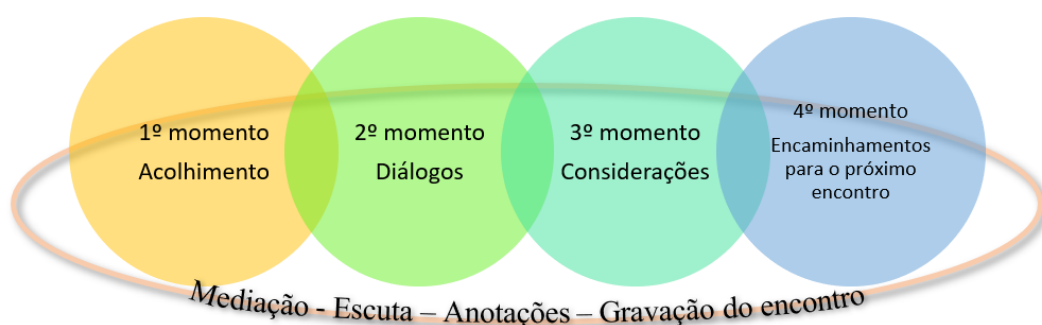 1º momento
Acolhimento
2º momento
Diálogos
3º momento
Considerações
4º momento
Encaminhamentos
para o próximo
encontro
Mediação - Escuta – Anotações – Gravação do encontro